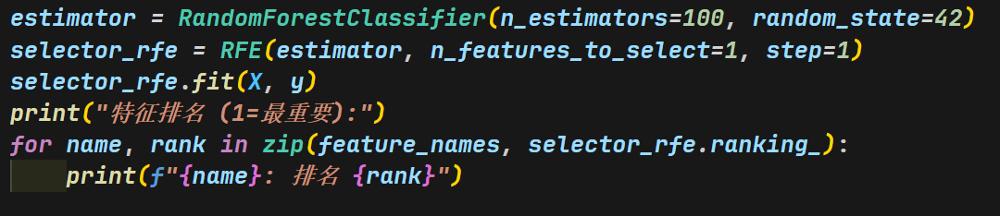 estimator = RandomForestClassifier(n_estimators=100, random_state=42)
selector_rfe = RFE(estimator, n_features_to_select=1, step=1)
selector_rfe.fit(X, y)
print("特征排名 (1=最重要):")
for name, rank in zip(feature_names, selector_rfe.ranking_):
    print(f"{name}: 排名 {rank}")